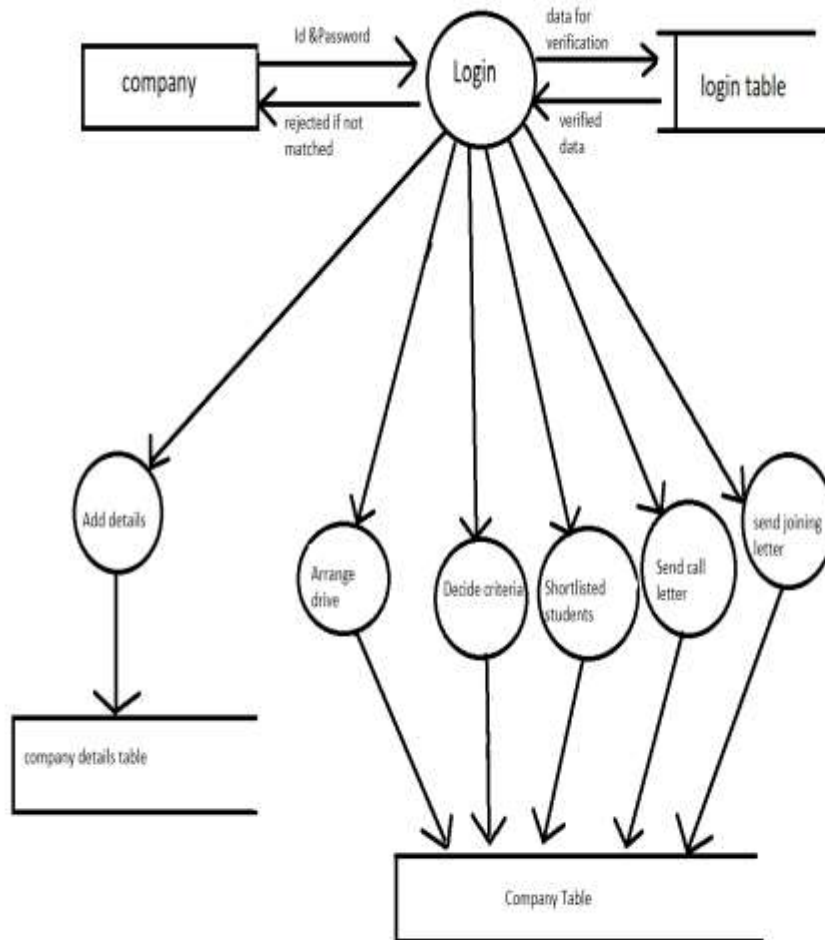 Id &Password
data for
verification
company
Login
login table
rejected if not
matched
verified
data
Add details
Arrange
drive
Decide criteria
Shortlisted
students
Send call
letter
send joining
letter
company details table
Company Table